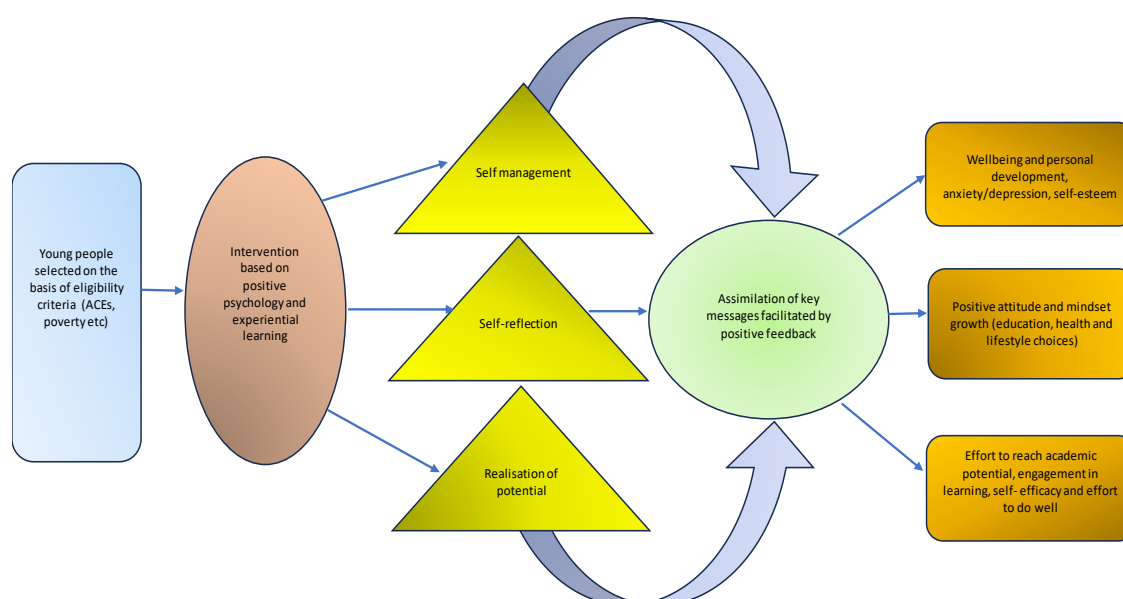 Young people
selected on the
basis of eligibility
criteria (ACEs,
poverty etc)
Intervention
based on
positive
psychology and
experiential
learning
Self management
Self-reflection
Realisation of
potential
Assimilation of key
messages facilitated by
positive feedback
Wellbeing and personal
development,
anxiety/depression, self-esteem
Positive attitude and mindset
growth (education, health and
lifestyle choices)
Effort to reach academic
potential, engagement in
learning, self- efficacy and effort
to do well